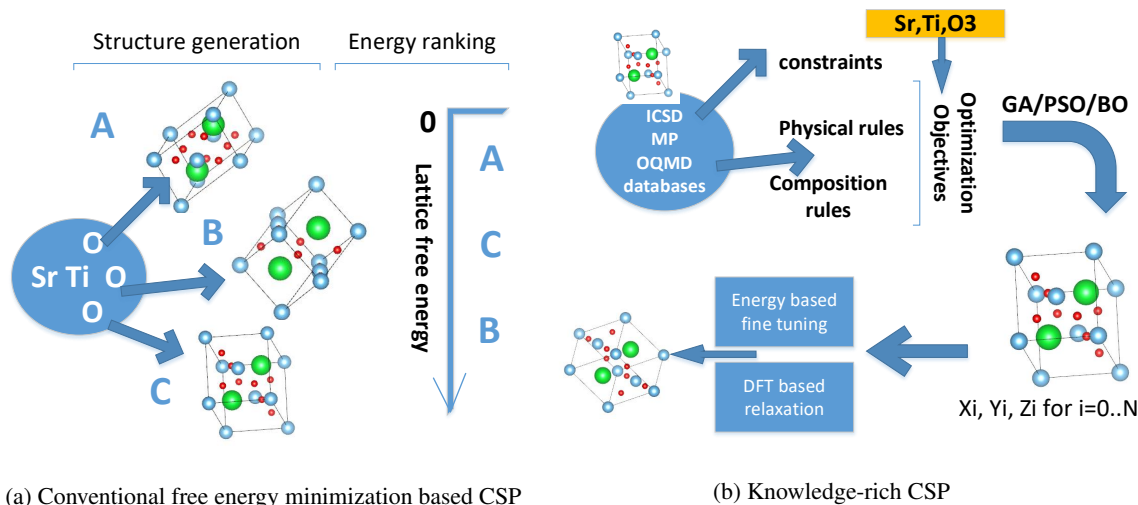 Structure generation
Energy ranking
A
B
C
O
Sr Ti O
O
0
Lattice free energy
A
C
B
(a) Conventional free energy minimization based CSP
Sr,Ti,O3
constraints
ICSD
MP
OQMD
databases
Physical rules
Composition
rules
Optimization
Objectives
GA/PSO/BO
Xi, Yi, Zi for i=0..N
Energy based
fine tuning
DFT based
relaxation
(b) Knowledge-rich CSP